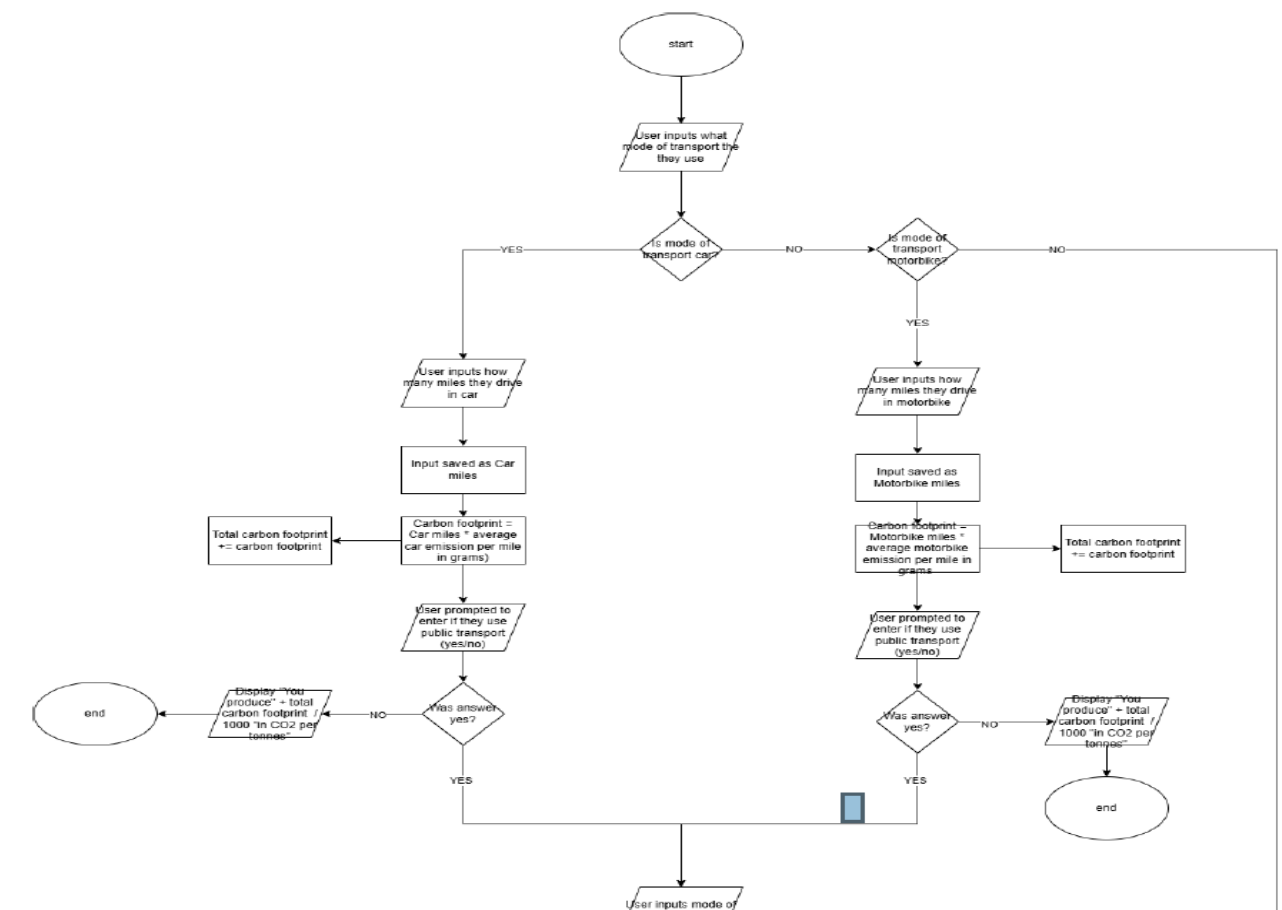 start
User inputs what
mode of transport the
they use
Is mode of
transport car?
YES
NO
Is mode of
transport
motorbike?
NO
YES
User inputs how
many miles they drive
in car
User inputs how
many miles they drive
in motorbike
Input saved as Car
miles
Input saved as
Motorbike miles
Total carbon footprint
+= carbon footprint
Carbon footprint =
Car miles * average
car emission per mile
in grams)
Carbon footprint =
Motorbike miles *
average motorbike
emission per mile in
grams
Total carbon footprint
+= carbon footprint
User prompted to
enter if they use
public transport
(yes/no)
User prompted to
enter if they use
public transport
(yes/no)
end
Display "You
produce" + total
carbon footprint /
1000 "in CO2 per
tonnes"
NO
Was answer
yes?
Was answer
yes?
NO
Display "You
produce" + total
carbon footprint /
1000 "in CO2 per
tonnes"
YES
YES
end
User inputs mode of